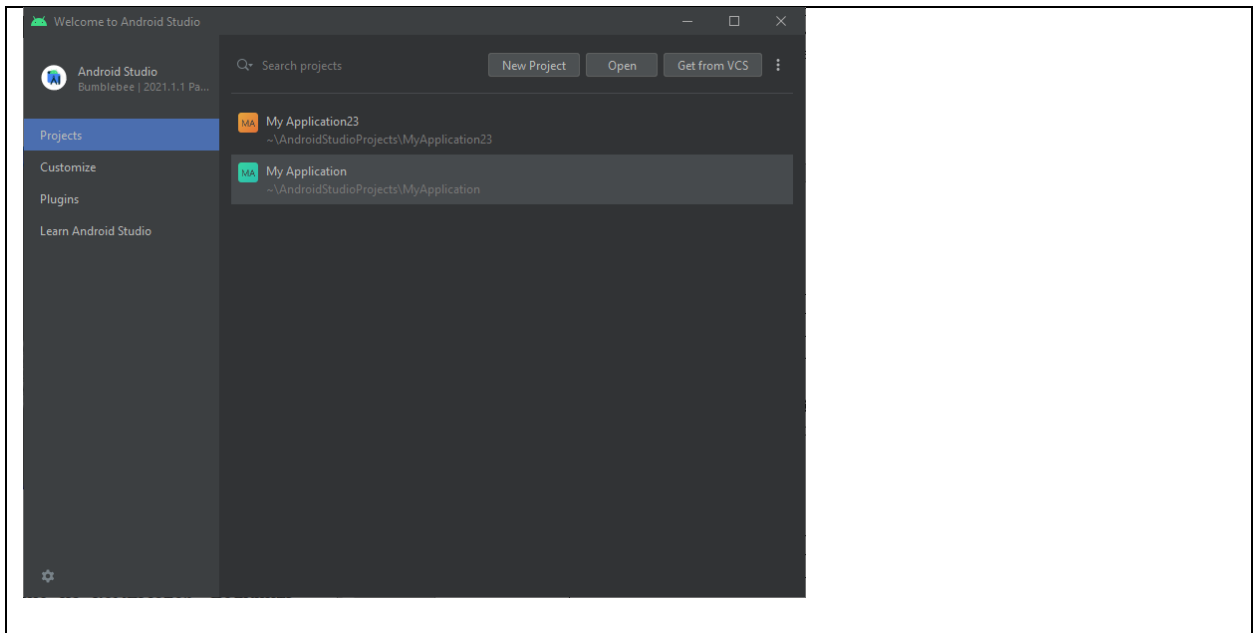 Welcome to Android Studio
Android Studio
Bumblebee | 2021.1.1 Pa...
Projects
Customize
Plugins
Learn Android Studio
Search projects
New Project
Open
Get from VCS
MA
My Application23
~\AndroidStudioProjects\MyApplication23
MA
My Application
~\AndroidStudioProjects\MyApplication